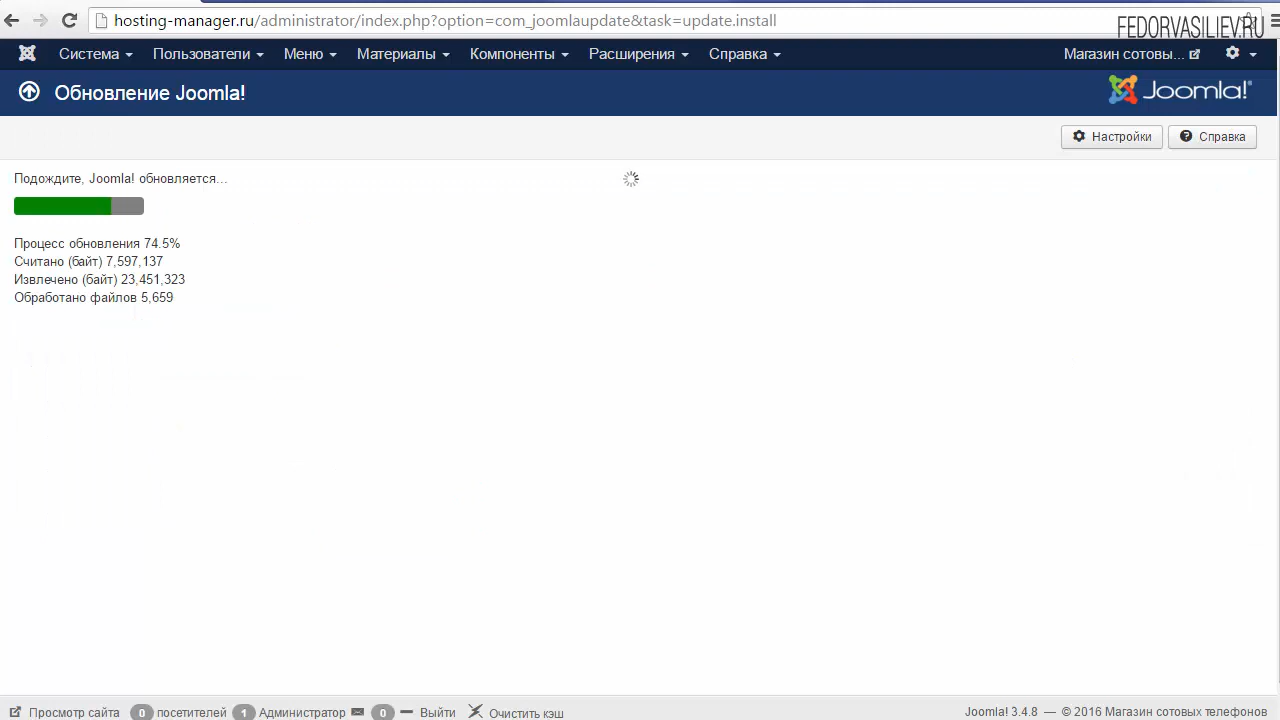 hosting-manager.ru/administrator/index.php?option=com_joomlaupdate&task=update.install
FEDORVASILIEV.RU
Система Пользователи Меню Материалы Компоненты Расширения Справка Магазин сотовы...
Обновление Joomla!
Joomla!®
Настройки Справка
Подождите, Joomla! обновляется...
Процесс обновления 74.5%
Считано (байт) 7,597,137
Извлечено (байт) 23,451,323
Обработано файлов 5,659
Просмотр сайта 0 посетителей 1 Администратор 0 Выйти Очистить кэш Joomla! 3.4.8 — © 2016 Магазин сотовых телефонов